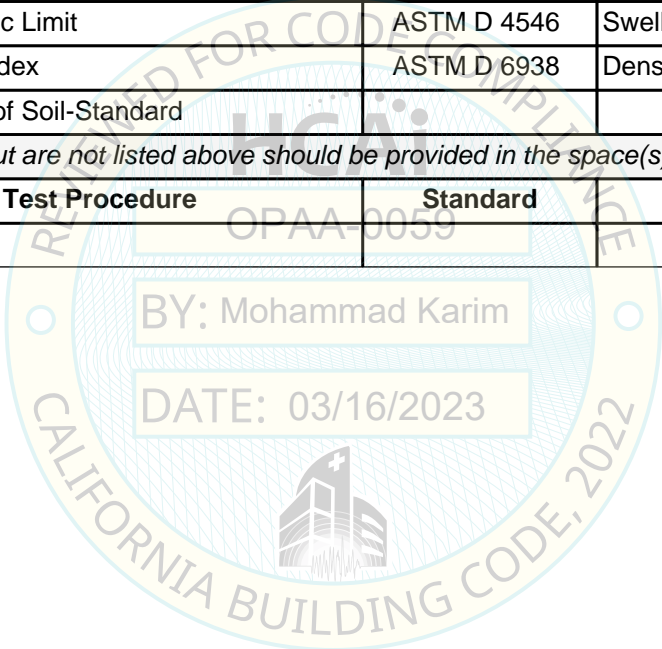 c Limit ASTM D 4546 Swell
dex ASTM D 6938 Dens
of Soil-Standard
ut are not listed above should be provided in the space(s)
Test Procedure Standard
REVIEWED FOR CODE COMPLIANCE
HCAi
OPAA-0059
BY: Mohammad Karim
DATE: 03/16/2023
CALIFORNIA BUILDING CODE, 2022